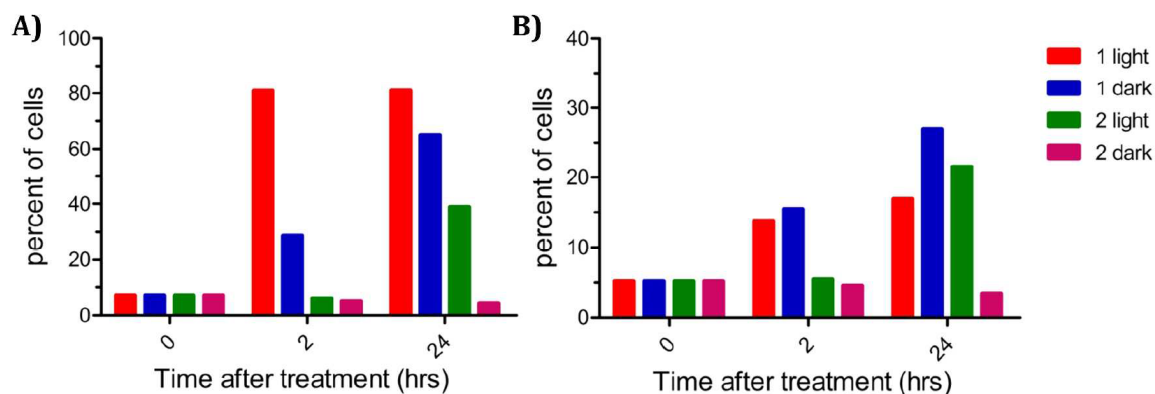 A)
percent of cells
100
80
60
40
20
0
0
2
24
Time after treatment (hrs)
B)
percent of cells
40
30
20
10
0
0
2
24
Time after treatment (hrs)
1 light
1 dark
2 light
2 dark